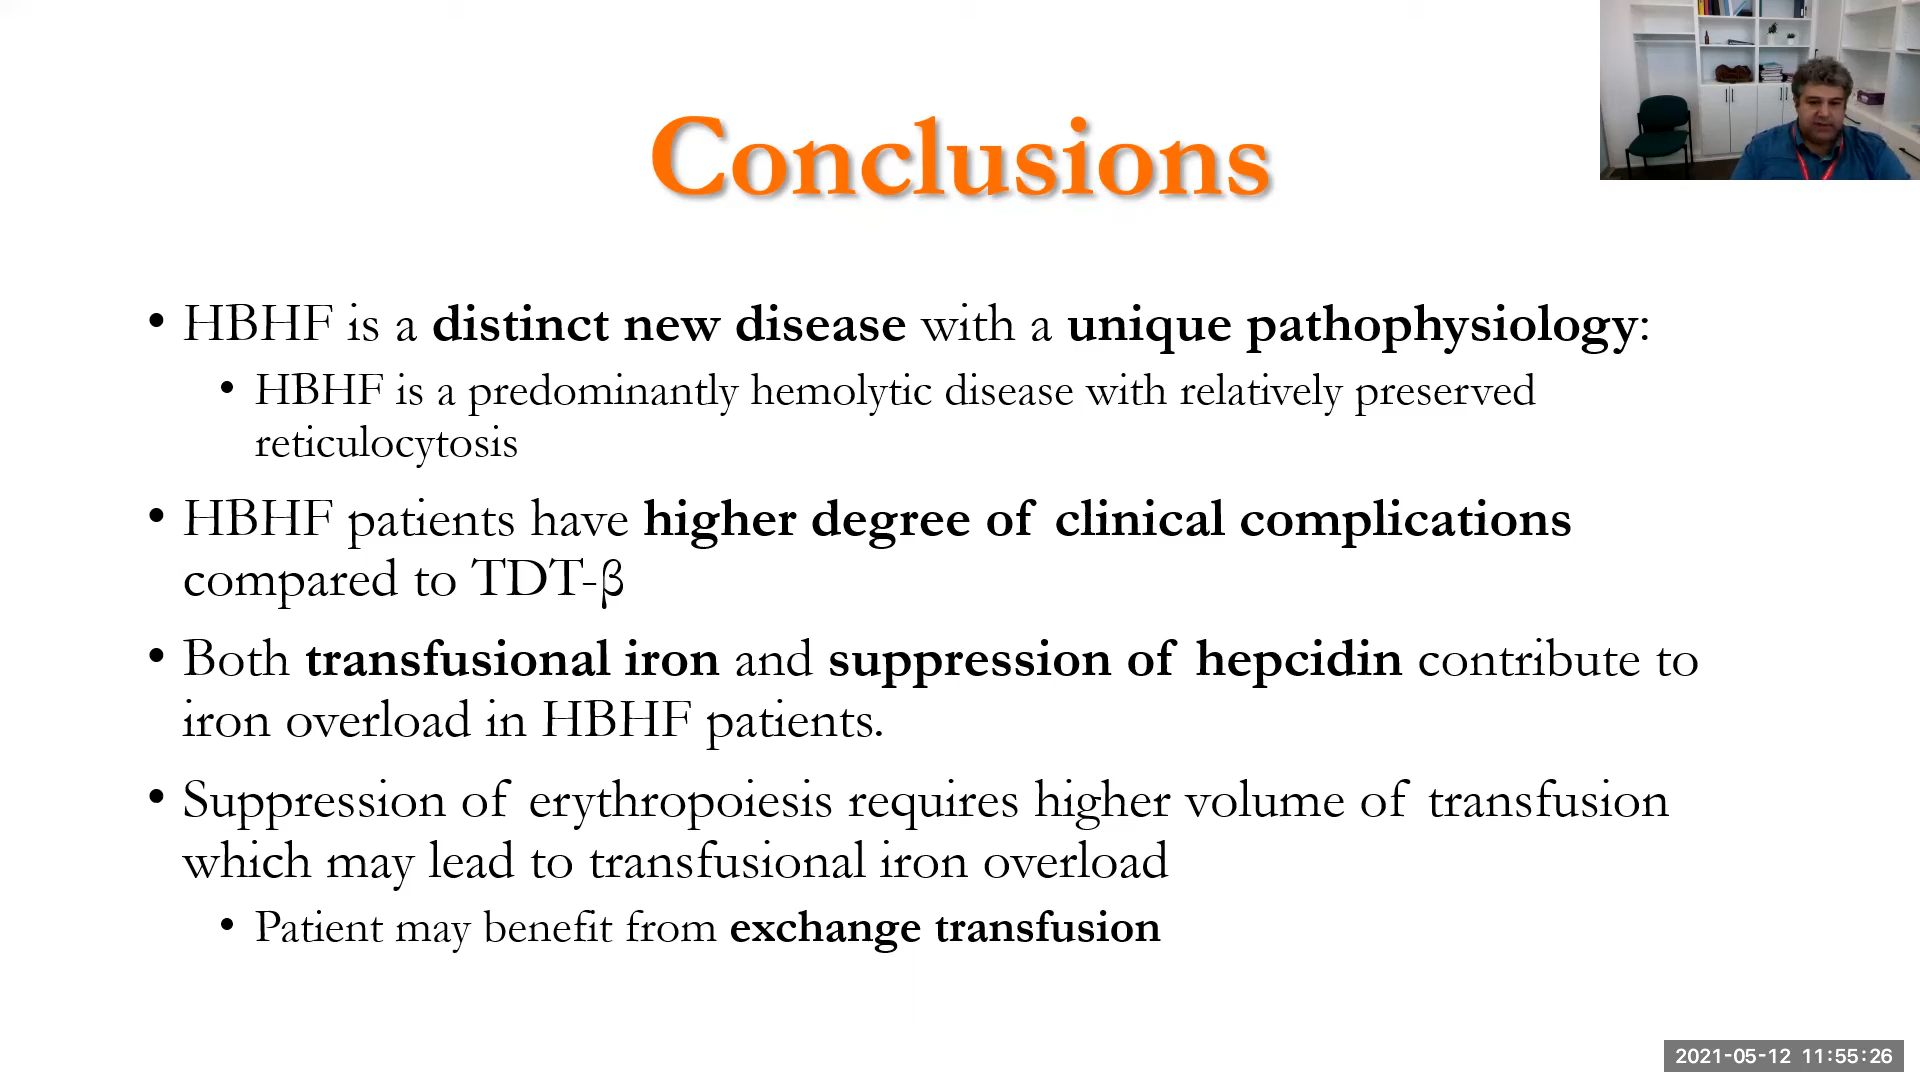 Conclusions
• HBHF is a distinct new disease with a unique pathophysiology:
• HBHF is a predominantly hemolytic disease with relatively preserved
reticulocytosis
• HBHF patients have higher degree of clinical complications
compared to TDT-β
• Both transfusional iron and suppression of hepcidin contribute to
iron overload in HBHF patients.
• Suppression of erythropoiesis requires higher volume of transfusion
which may lead to transfusional iron overload
• Patient may benefit from exchange transfusion
2021-05-12 11:55:26